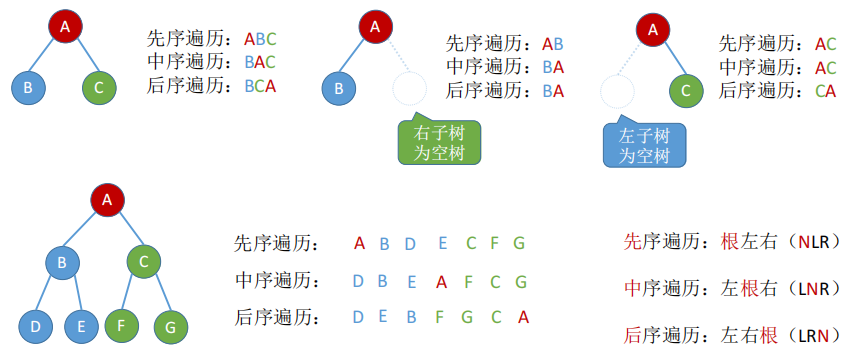 A
B
C
先序遍历：ABC
中序遍历：BAC
后序遍历：BCA
A
B
右子树
为空树
先序遍历：AB
中序遍历：BA
后序遍历：BA
A
C
左子树
为空树
先序遍历：AC
中序遍历：AC
后序遍历：CA
A
B
C
D
E
F
G
先序遍历： A B D E C F G
中序遍历： D B E A F C G
后序遍历： D E B F G C A
先序遍历：根左右（NLR）
中序遍历：左根右（LNR）
后序遍历：左右根（LRN）